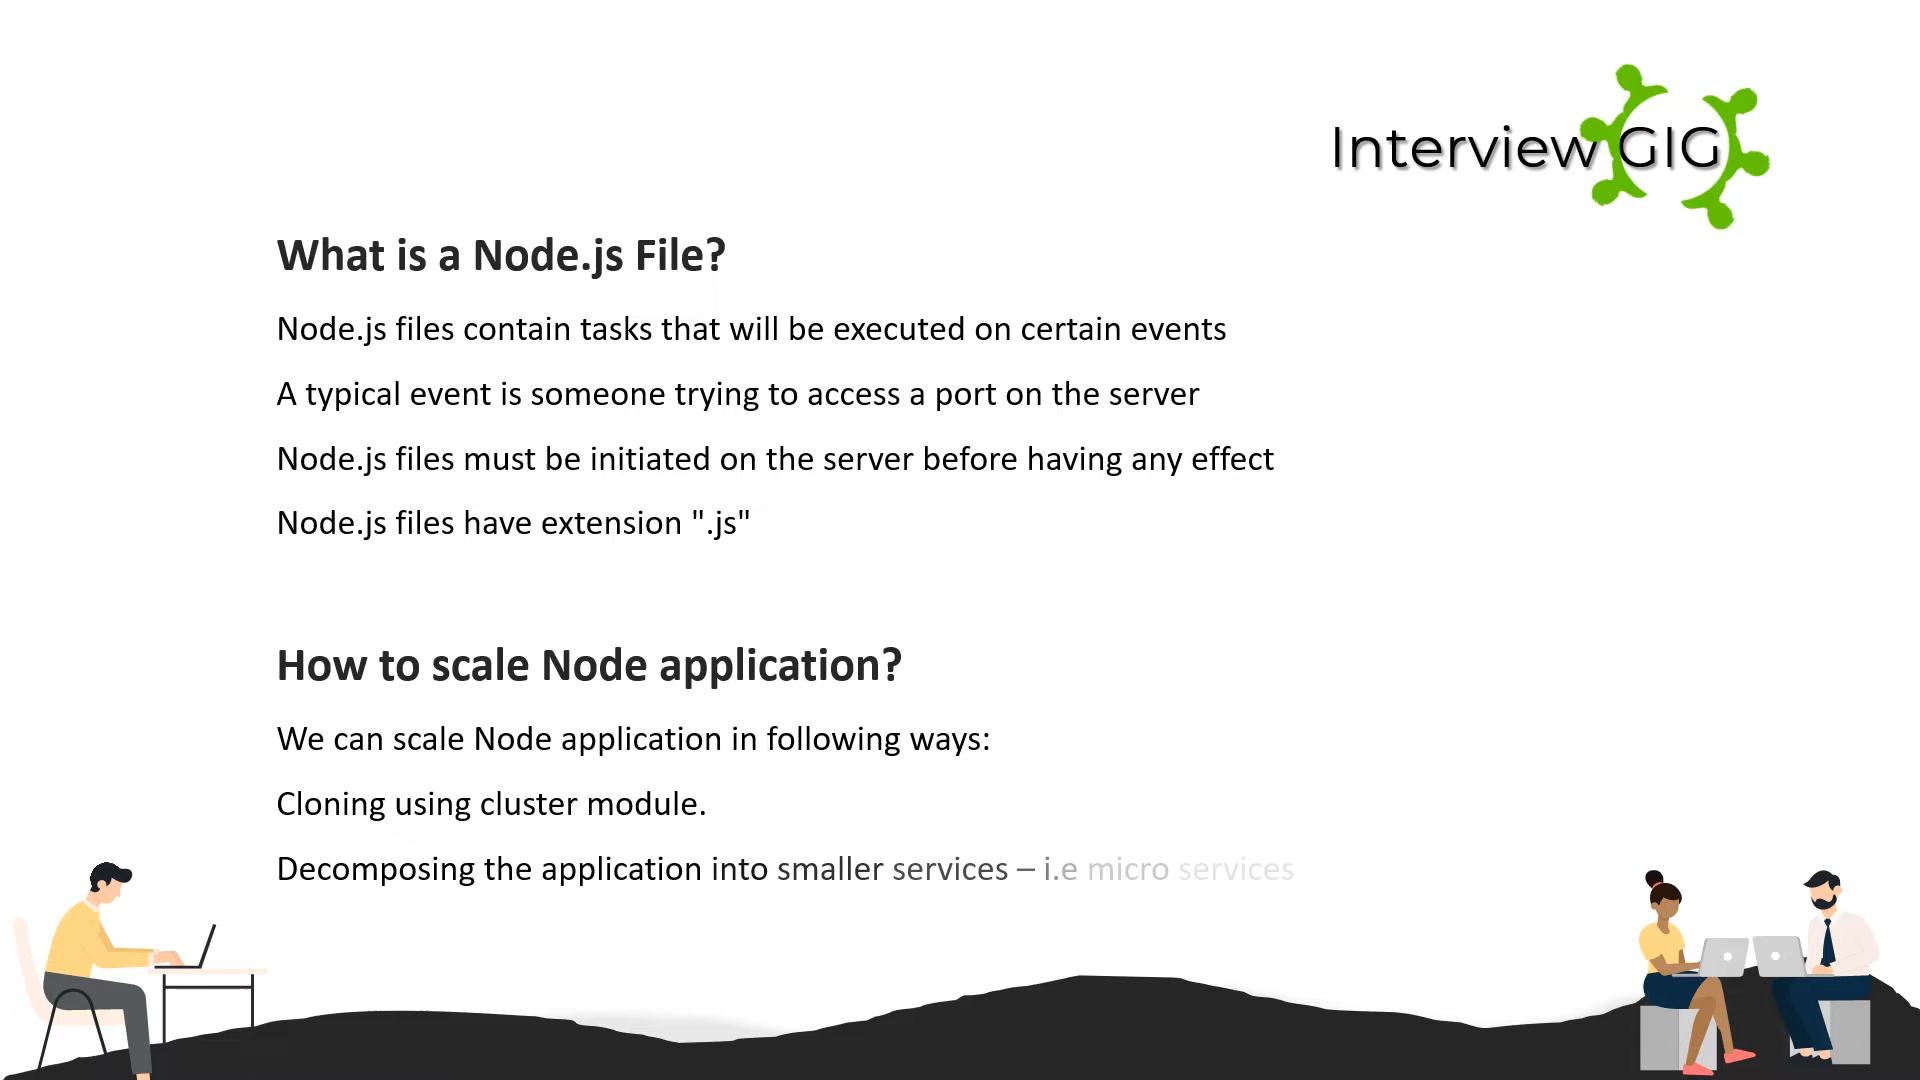 Interview GIG
What is a Node.js File?
Node.js files contain tasks that will be executed on certain events
A typical event is someone trying to access a port on the server
Node.js files must be initiated on the server before having any effect
Node.js files have extension ".js"
How to scale Node application?
We can scale Node application in following ways:
Cloning using cluster module.
Decomposing the application into smaller services – i.e micro services